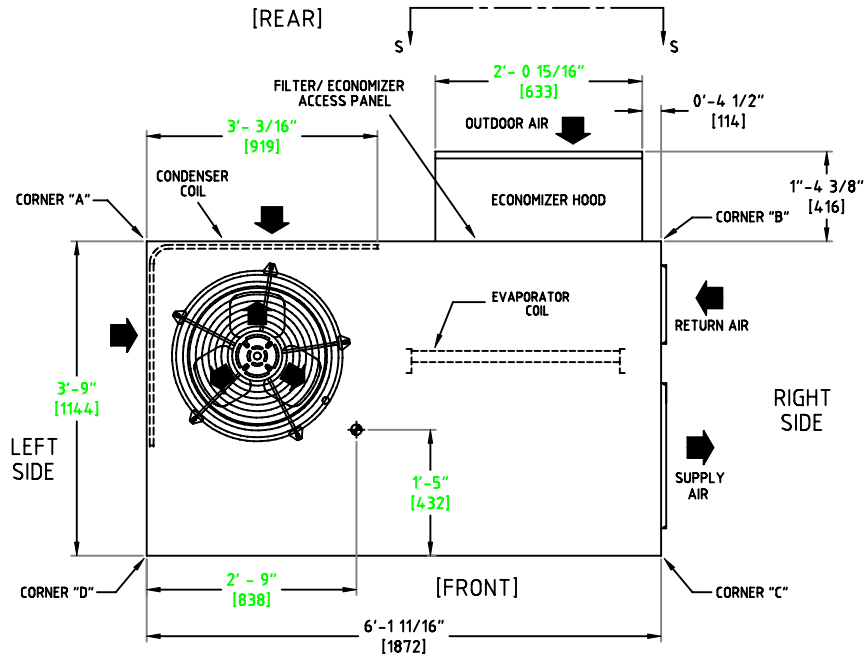 [REAR]
S
S
2'- 0 15/16"
[633]
FILTER/ ECONOMIZER
ACCESS PANEL
0'-4 1/2"
[114]
OUTDOOR AIR
3'- 3/16"
[919]
1"-4 3/8"
[416]
CONDENSER
COIL
CORNER "A"
ECONOMIZER HOOD
CORNER "B"
EVAPORATOR
COIL
RETURN AIR
3'-9"
[1144]
RIGHT
SIDE
LEFT
SIDE
1'-5"
[432]
SUPPLY
AIR
2' - 9"
[838]
[FRONT]
CORNER "D"
CORNER "C"
6'-1 11/16"
[1872]